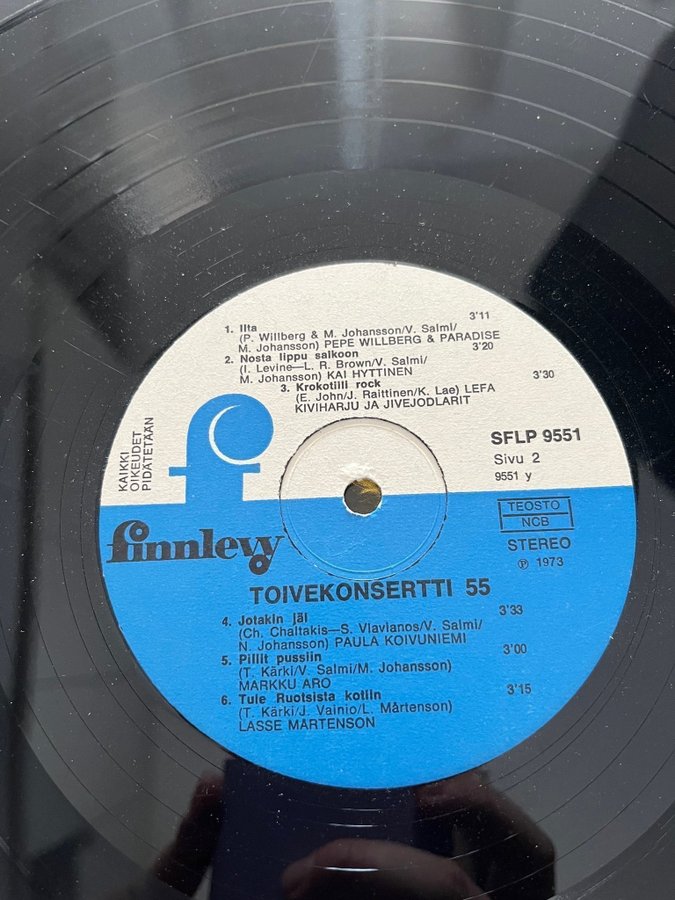 1. Ilta 3'11
(P. Willberg & M. Johansson/V. Salmi/
M. Johansson) PEPE WILLBERG & PARADISE
2. Nosta lippu salkoon 3'20
(I. Levine—L. R. Brown/V. Salmi/
M. Johansson) KAI HYTTINEN
3. Krokotiili rock 3'30
(E. John/J. Raittinen/K. Lae) LEFA
KIVIHARJU JA JIVEJODLARIT
KAIKKI
OIKEUDET
PIDÄTETÄÄN
f
SFLP 9551
Sivu 2
9551 y
TEOSTO
NCB
STEREO
℗ 1973
finnlevy
TOIVEKONSERTTI 55
4. Jotakin jäi 3'33
(Ch. Chaltakis—S. Vlavianos/V. Salmi/
N. Johansson) PAULA KOIVUNIEMI
5. Pillit pussiin 3'00
(T. Kärki/V. Salmi/M. Johansson)
MARKKU ARO
6. Tule Ruotsista kotiin 3'15
(T. Kärki/J. Vainio/L. Mårtenson)
LASSE MÅRTENSON